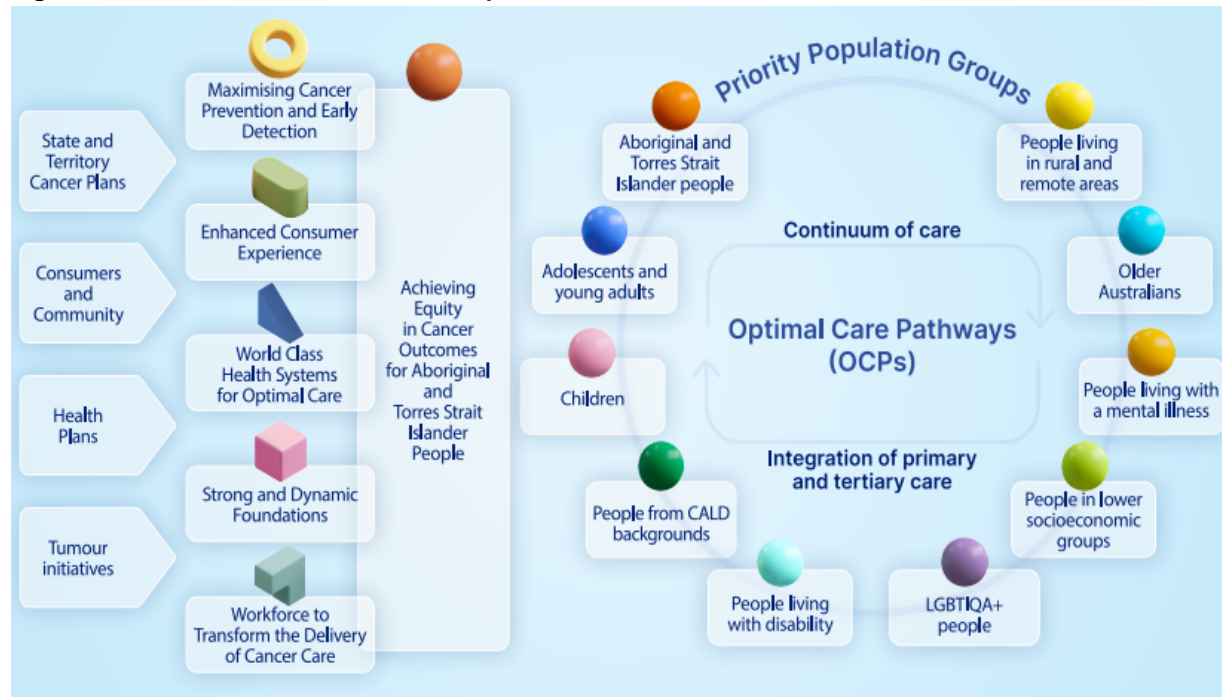 State and
Territory
Cancer Plans
Consumers
and
Community
Health
Plans
Tumour
initiatives
Maximising Cancer
Prevention and Early
Detection
Enhanced Consumer
Experience
World Class
Health Systems
for Optimal Care
Strong and Dynamic
Foundations
Workforce to
Transform the Delivery
of Cancer Care
Achieving
Equity
in Cancer
Outcomes
for Aboriginal
and
Torres Strait
Islander
People
Priority Population Groups
Aboriginal and
Torres Strait
Islander people
People living
in rural and
remote areas
Adolescents and
young adults
Continuum of care
Older
Australians
Optimal Care Pathways
(OCPs)
Children
People living with
a mental illness
Integration of primary
and tertiary care
People from CALD
backgrounds
People in lower
socioeconomic
groups
People living
with disability
LGBTIQA+
people